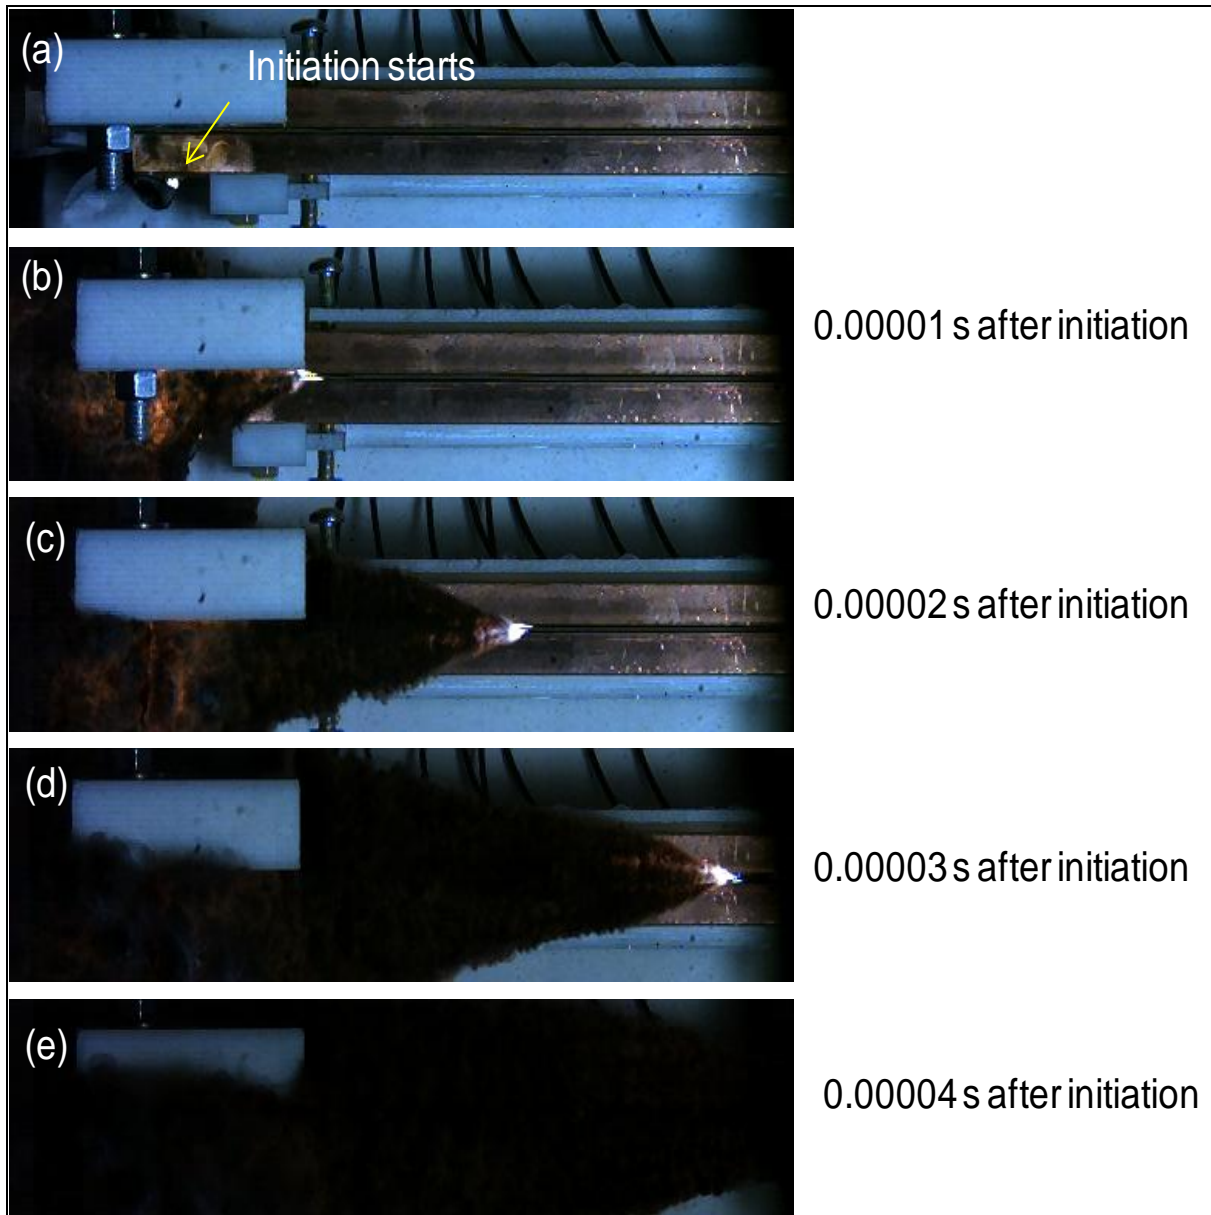 (a)
Initiation starts
(b)
0.00001 s after initiation
(c)
0.00002 s after initiation
(d)
0.00003 s after initiation
(e)
0.00004 s after initiation